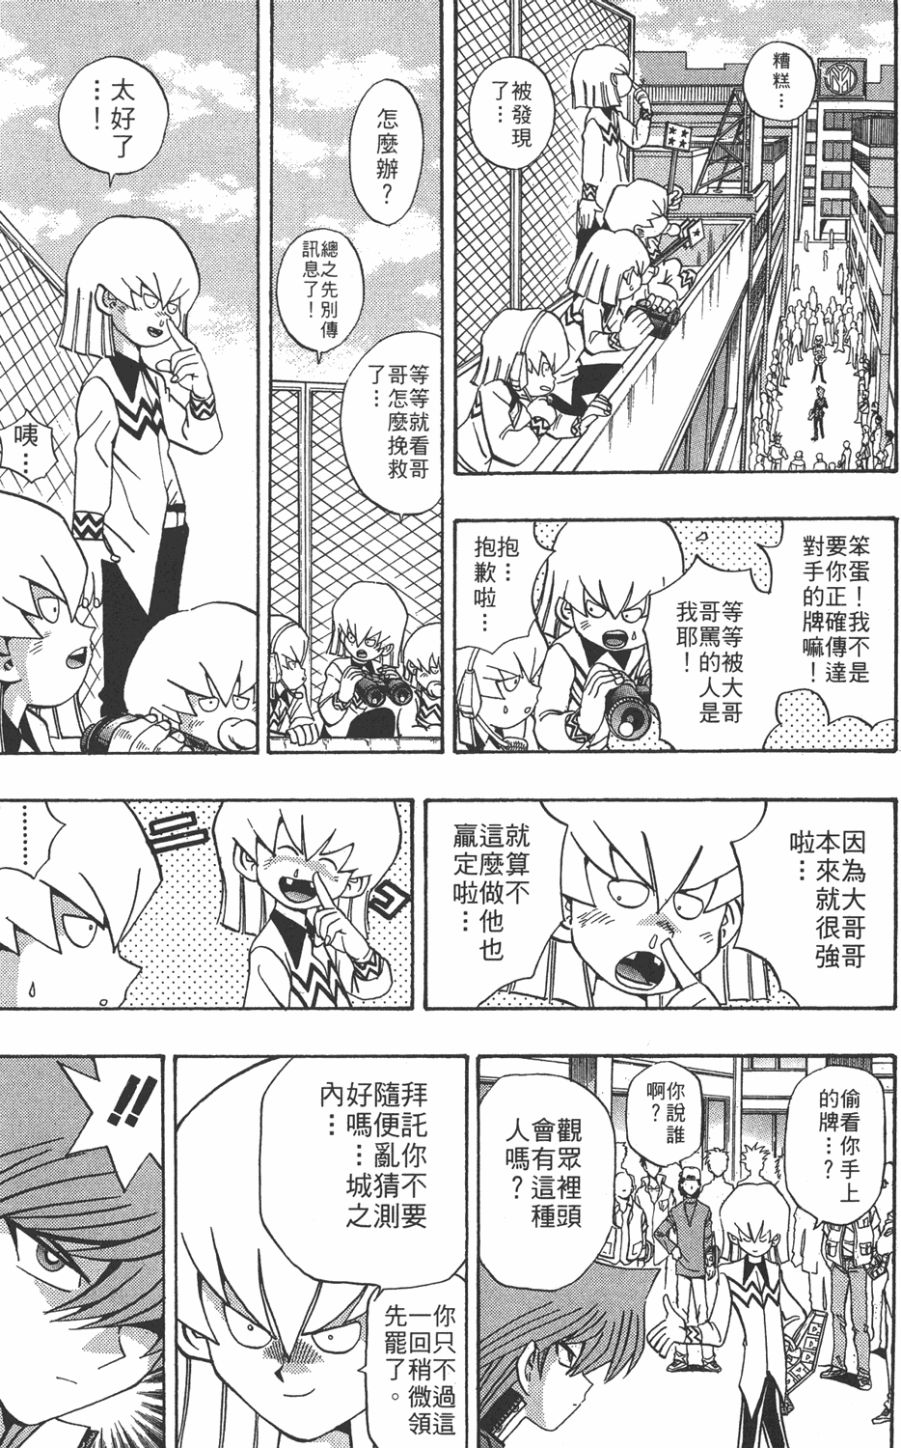 糟糕…
被發現
了…
笨蛋！我不是
要你正確傳達
對手的牌嘛！
等等被大哥
哥罵的人是
我耶！
抱…
抱歉啦…
怎麼辦？
總之先別傳
訊息了！
等等就看哥
哥怎麼挽救
了…
太好了
…！
咦…
因為大哥哥
本來就很強
啦…
就算不
這麼做他也
贏定啦…
……
偷看你手上
的牌…？
你說誰
啊？
觀眾裡頭
會有這種
人嗎？
拜託你不要
隨便亂猜測
好嗎…城之
內…
你只不過這
一回稍微領
先罷了。
!!